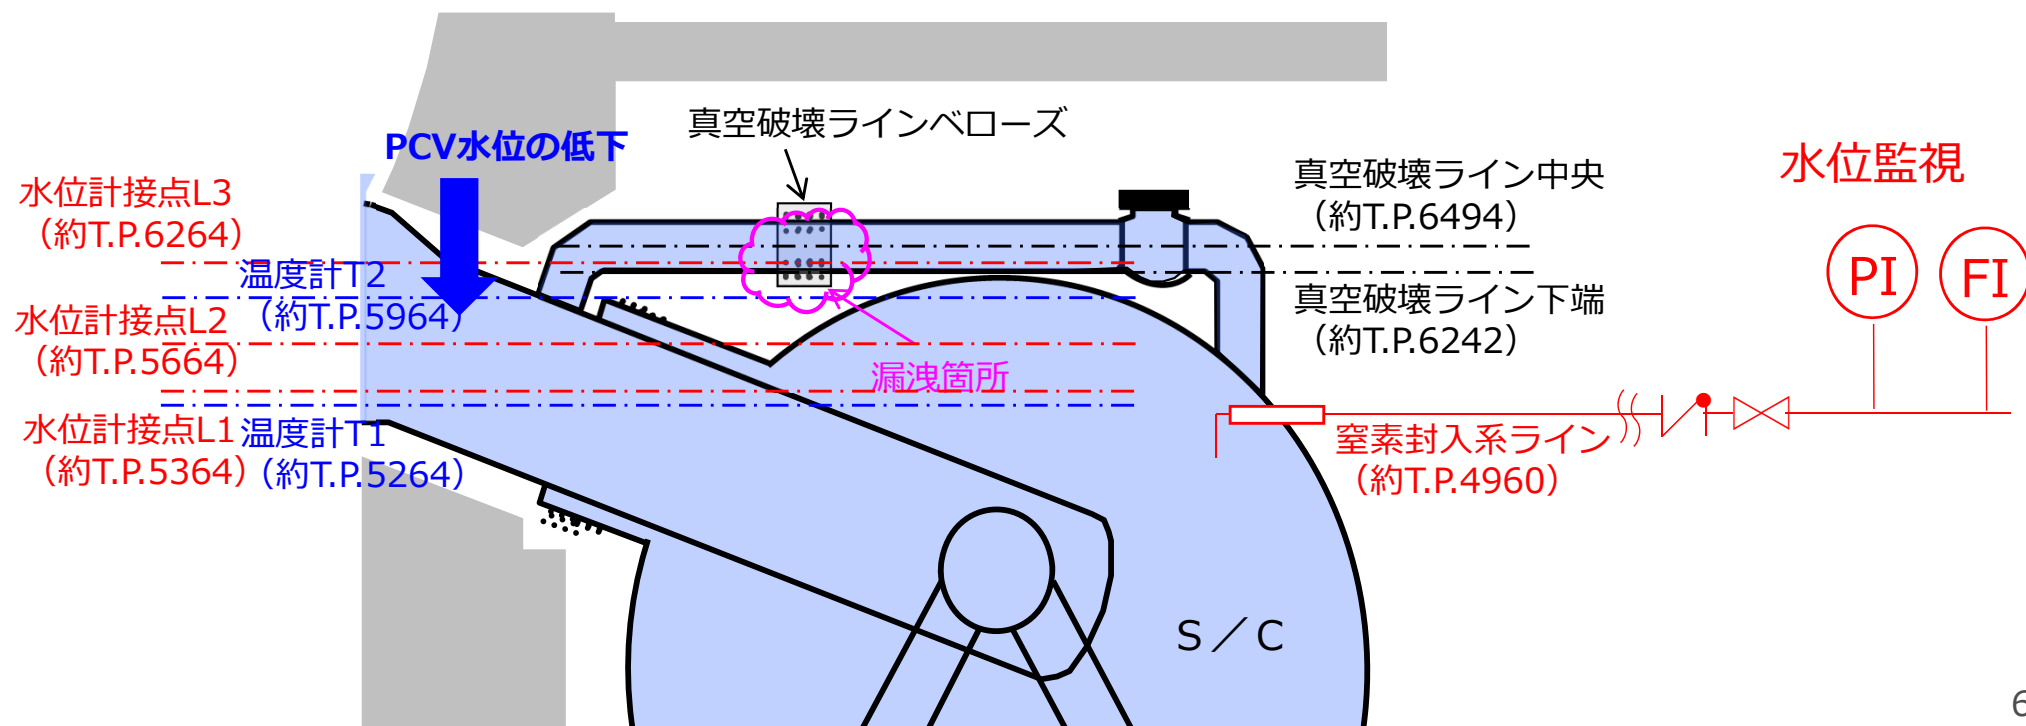 真空破壊ラインベローズ
PCV水位の低下
水位監視
真空破壊ライン中央
（約T.P.6494）
水位計接点L3
（約T.P.6264）
温度計T2
（約T.P.5964）
PI
FI
真空破壊ライン下端
（約T.P.6242）
水位計接点L2
（約T.P.5664）
漏洩箇所
水位計接点L1
（約T.P.5364）
温度計T1
（約T.P.5264）
窒素封入系ライン
（約T.P.4960）
S／C
6